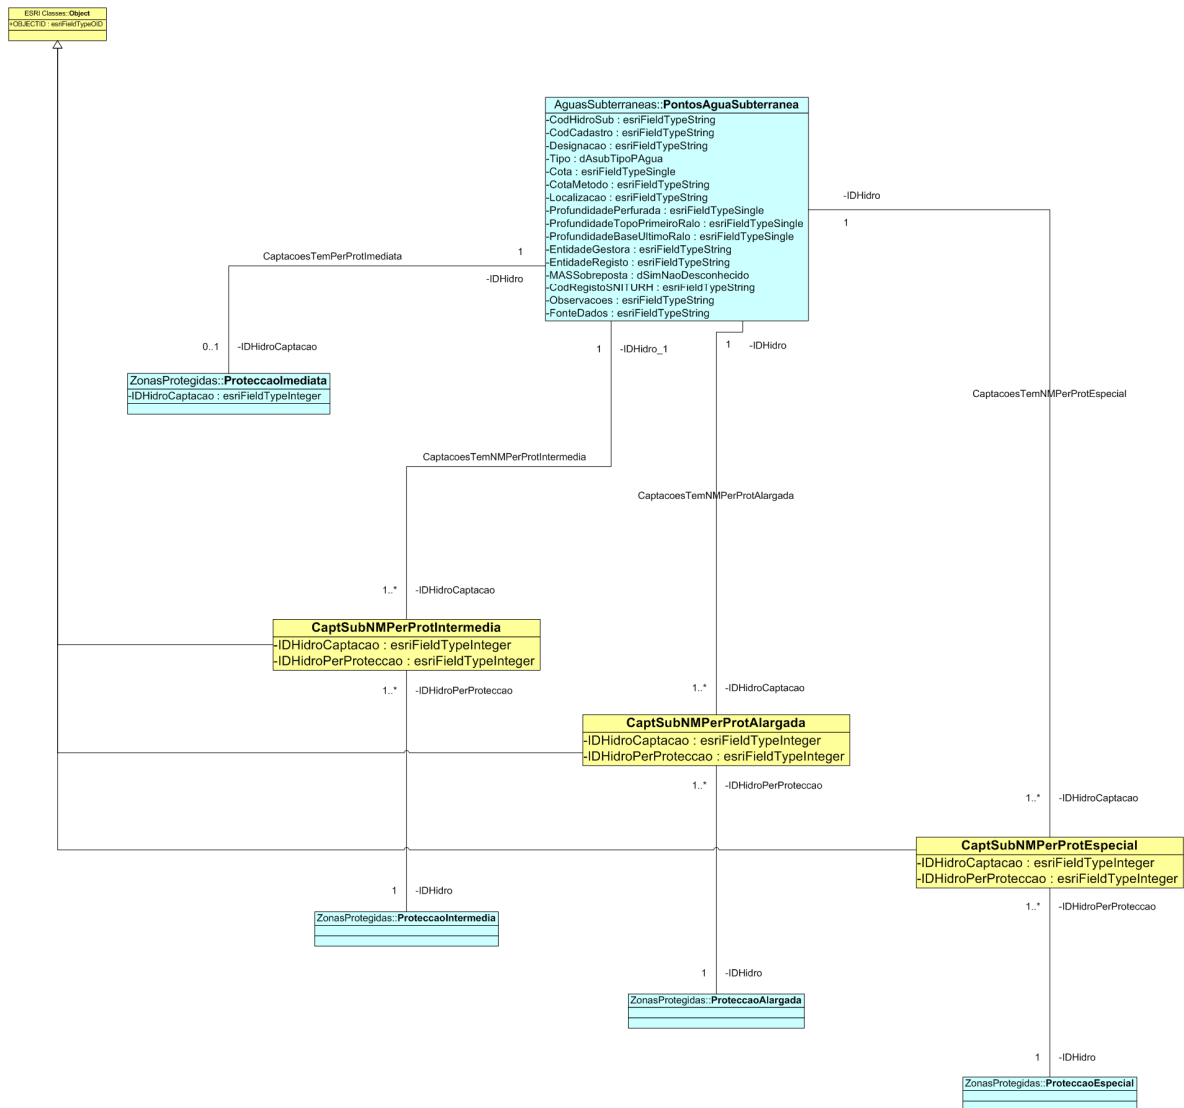 ESRI Classes::Object
+OBJECTID : esriFieldTypeOID
AguasSubterraneas::PontosAguaSubterranea
-CodHidroSub : esriFieldTypeString
-CodCadastro : esriFieldTypeString
-Designacao : esriFieldTypeString
-Tipo : dAsubTipoPAgua
-Cota : esriFieldTypeSingle
-CotaMetodo : esriFieldTypeString
-Localizacao : esriFieldTypeString
-ProfundidadePerfurada : esriFieldTypeSingle
-ProfundidadeTopoPrimeiroRalo : esriFieldTypeSingle
-ProfundidadeBaseUltimoRalo : esriFieldTypeSingle
-EntidadeGestora : esriFieldTypeString
-EntidadeRegisto : esriFieldTypeString
-MASSobreposta : dSimNaoDesconhecido
-CodRegistoSNITURH : esriFieldTypeString
-Observacoes : esriFieldTypeString
-FonteDados : esriFieldTypeString
-IDHidro
1
CaptacoesTemPerProtImediata
1
-IDHidro
0..1 -IDHidroCaptacao
1 -IDHidro_1
1 -IDHidro
ZonasProtegidas::ProteccaoImediata
-IDHidroCaptacao : esriFieldTypeInteger
CaptacoesTemNMPerProtEspecial
CaptacoesTemNMPerProtIntermedia
CaptacoesTemNMPerProtAlargada
1..* -IDHidroCaptacao
CaptSubNMPerProtIntermedia
-IDHidroCaptacao : esriFieldTypeInteger
-IDHidroPerProteccao : esriFieldTypeInteger
1..* -IDHidroPerProteccao
1..* -IDHidroCaptacao
CaptSubNMPerProtAlargada
-IDHidroCaptacao : esriFieldTypeInteger
-IDHidroPerProteccao : esriFieldTypeInteger
1..* -IDHidroPerProteccao
1..* -IDHidroCaptacao
CaptSubNMPerProtEspecial
-IDHidroCaptacao : esriFieldTypeInteger
-IDHidroPerProteccao : esriFieldTypeInteger
1 -IDHidro
1..* -IDHidroPerProteccao
ZonasProtegidas::ProteccaoIntermedia
1 -IDHidro
ZonasProtegidas::ProteccaoAlargada
1 -IDHidro
ZonasProtegidas::ProteccaoEspecial